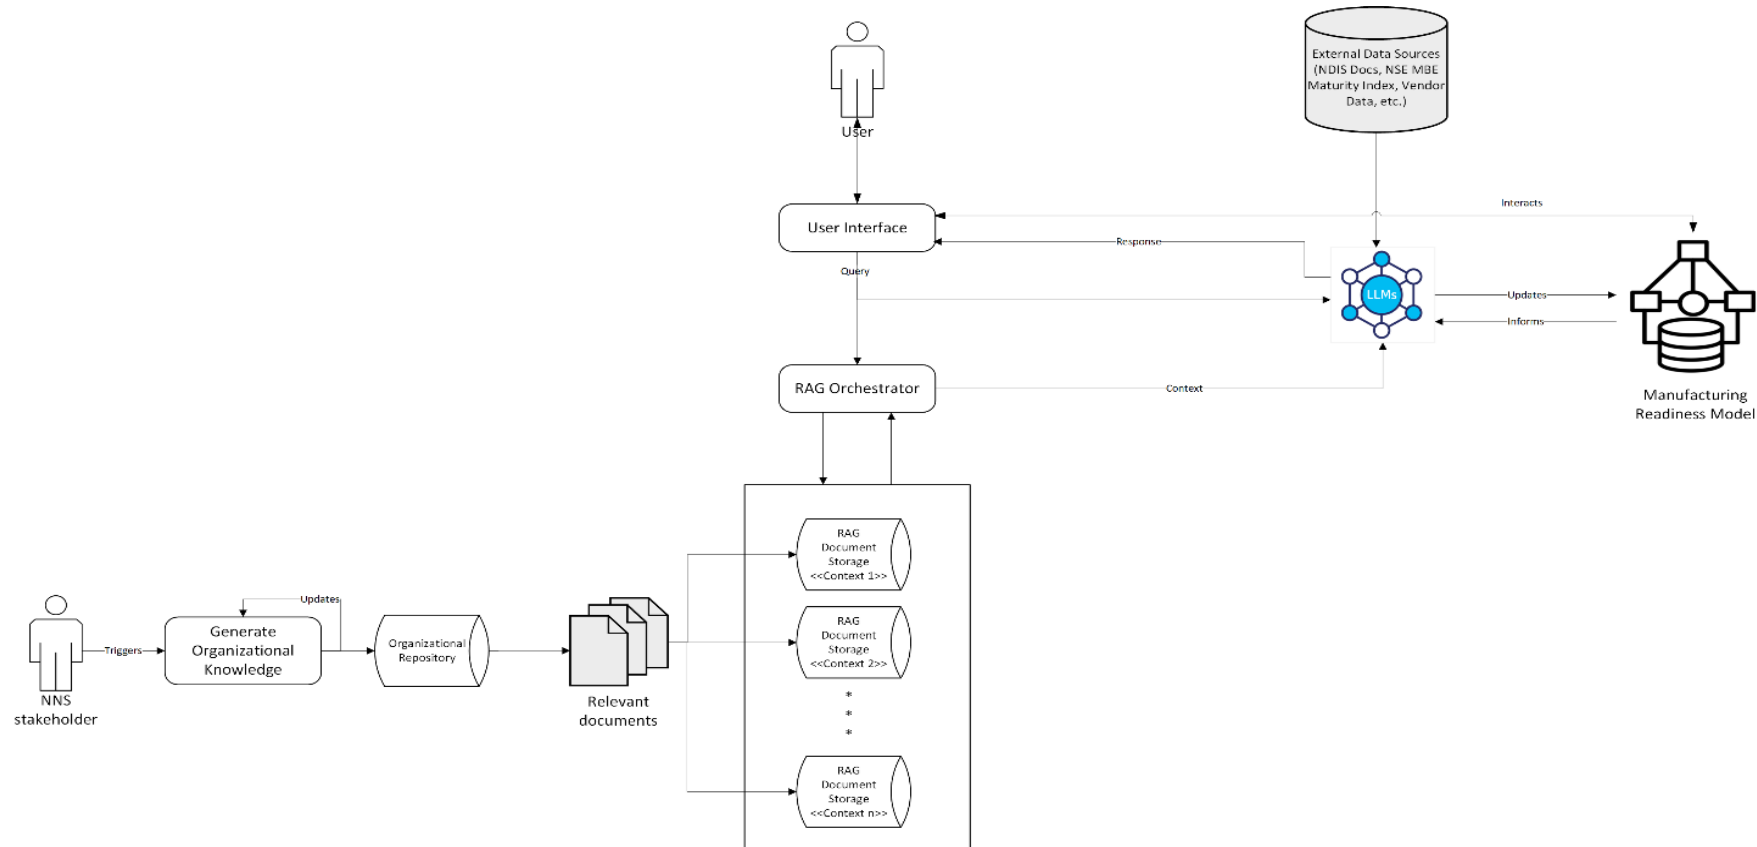 External Data Sources
(NDIS Docs, NSE MBE
Maturity Index, Vendor
Data, etc.)
User
Interacts
User Interface
Response
Query
LLMs
Updates
Informs
RAG Orchestrator
Context
Manufacturing
Readiness Model
RAG
Document
Storage
<<Context 1>>
Updates
Triggers
Generate
Organizational
Knowledge
Organizational
Repository
RAG
Document
Storage
<<Context 2>>
NNS
stakeholder
Relevant
documents
*
*
*
RAG
Document
Storage
<<Context n>>